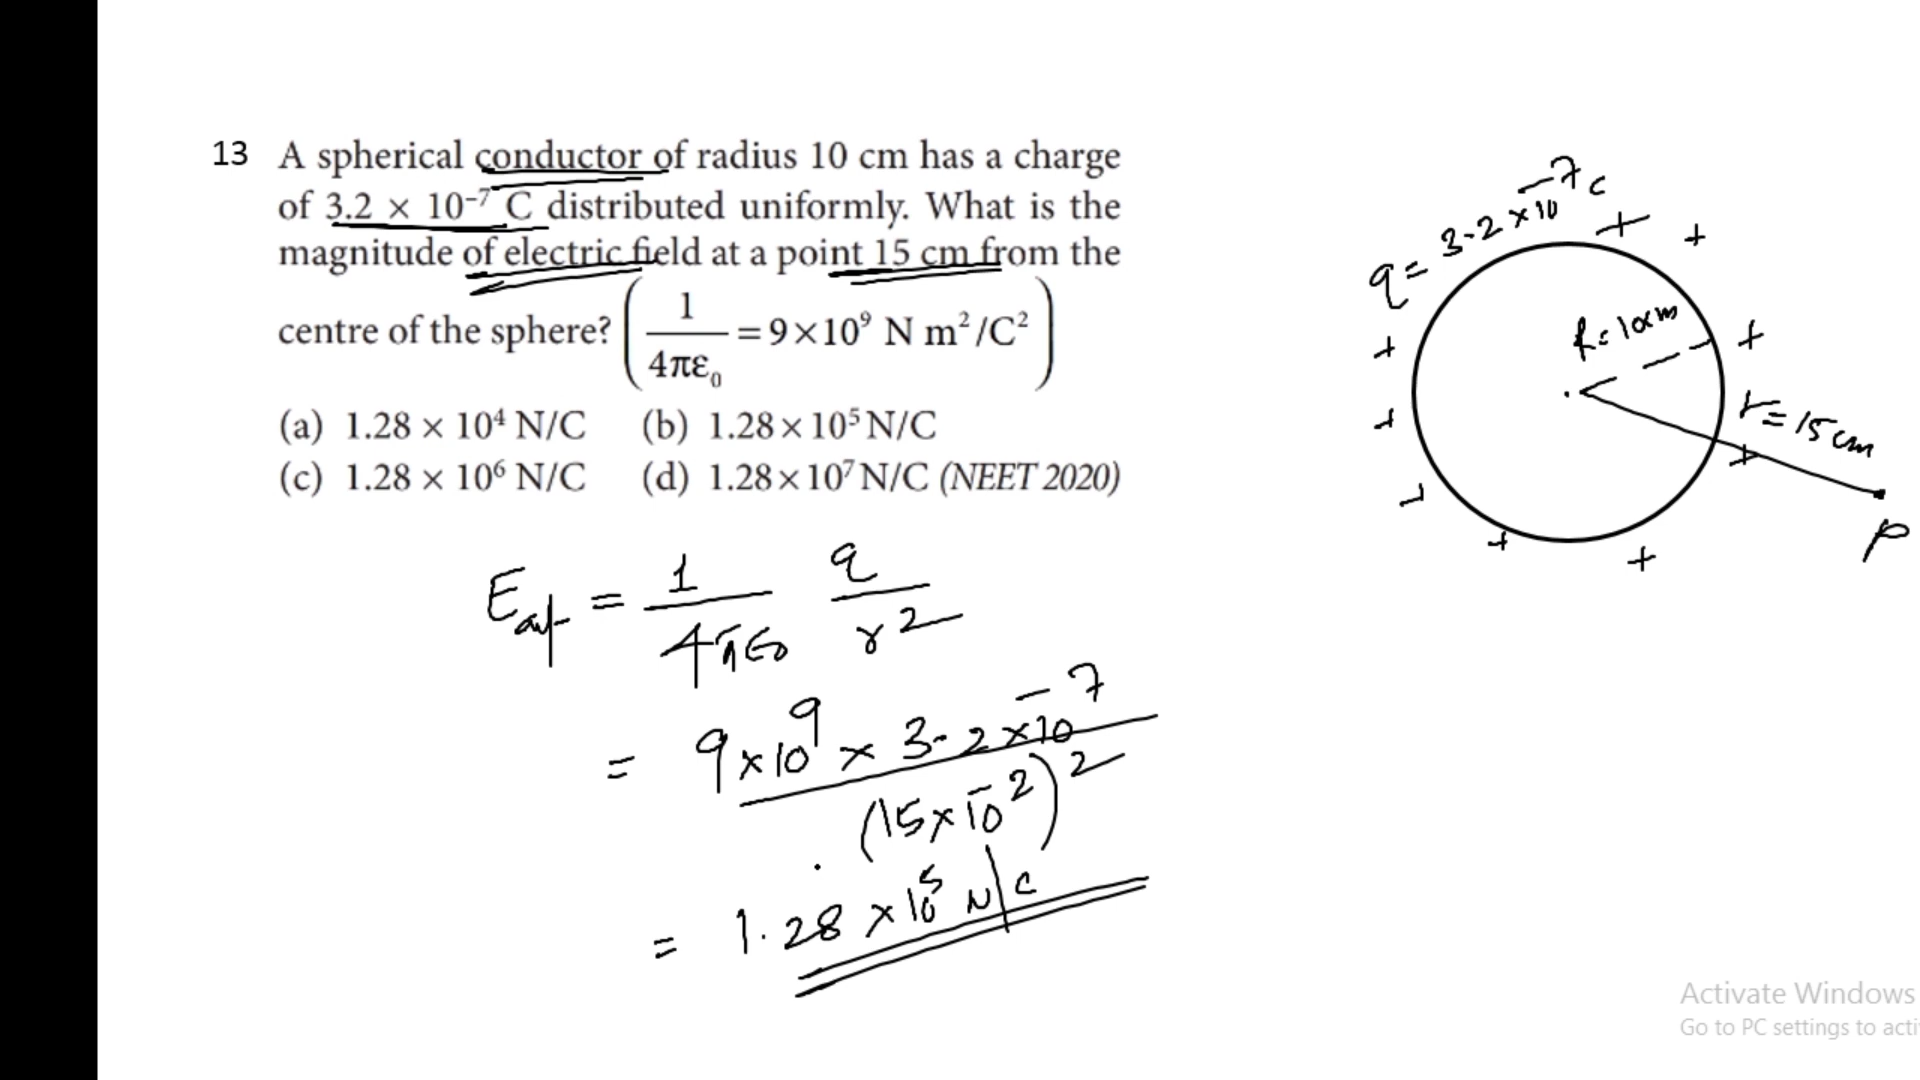 13 A spherical conductor of radius 10 cm has a charge
of 3.2 × 10⁻⁷ C distributed uniformly. What is the
magnitude of electric field at a point 15 cm from the
centre of the sphere? (1/4πε₀ = 9×10⁹ N m²/C²)
(a) 1.28 × 10⁴ N/C (b) 1.28×10⁵ N/C
(c) 1.28 × 10⁶ N/C (d) 1.28×10⁷ N/C (NEET 2020)
q = 3.2 × 10⁻⁷ C
+ +
R = 10cm
+ +
r = 15 cm
+ +
+
+ +
P
E = 1/4πε₀ q/r²
= 9×10⁹ × 3.2×10⁻⁷ / (15×10⁻²)²
= 1.28 × 10⁵ N/C
Activate Windows
Go to PC settings to acti